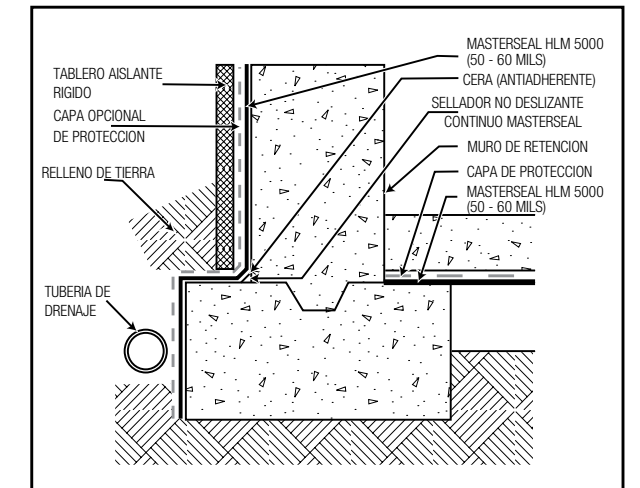 TABLERO AISLANTE
RIGIDO
CAPA OPCIONAL
DE PROTECCION
RELLENO DE TIERRA
TUBERIA DE
DRENAJE
MASTERSEAL HLM 5000
(50 - 60 MILS)
CERA (ANTIADHERENTE)
SELLADOR NO DESLIZANTE
CONTINUO MASTERSEAL
MURO DE RETENCION
CAPA DE PROTECCION
MASTERSEAL HLM 5000
(50 - 60 MILS)